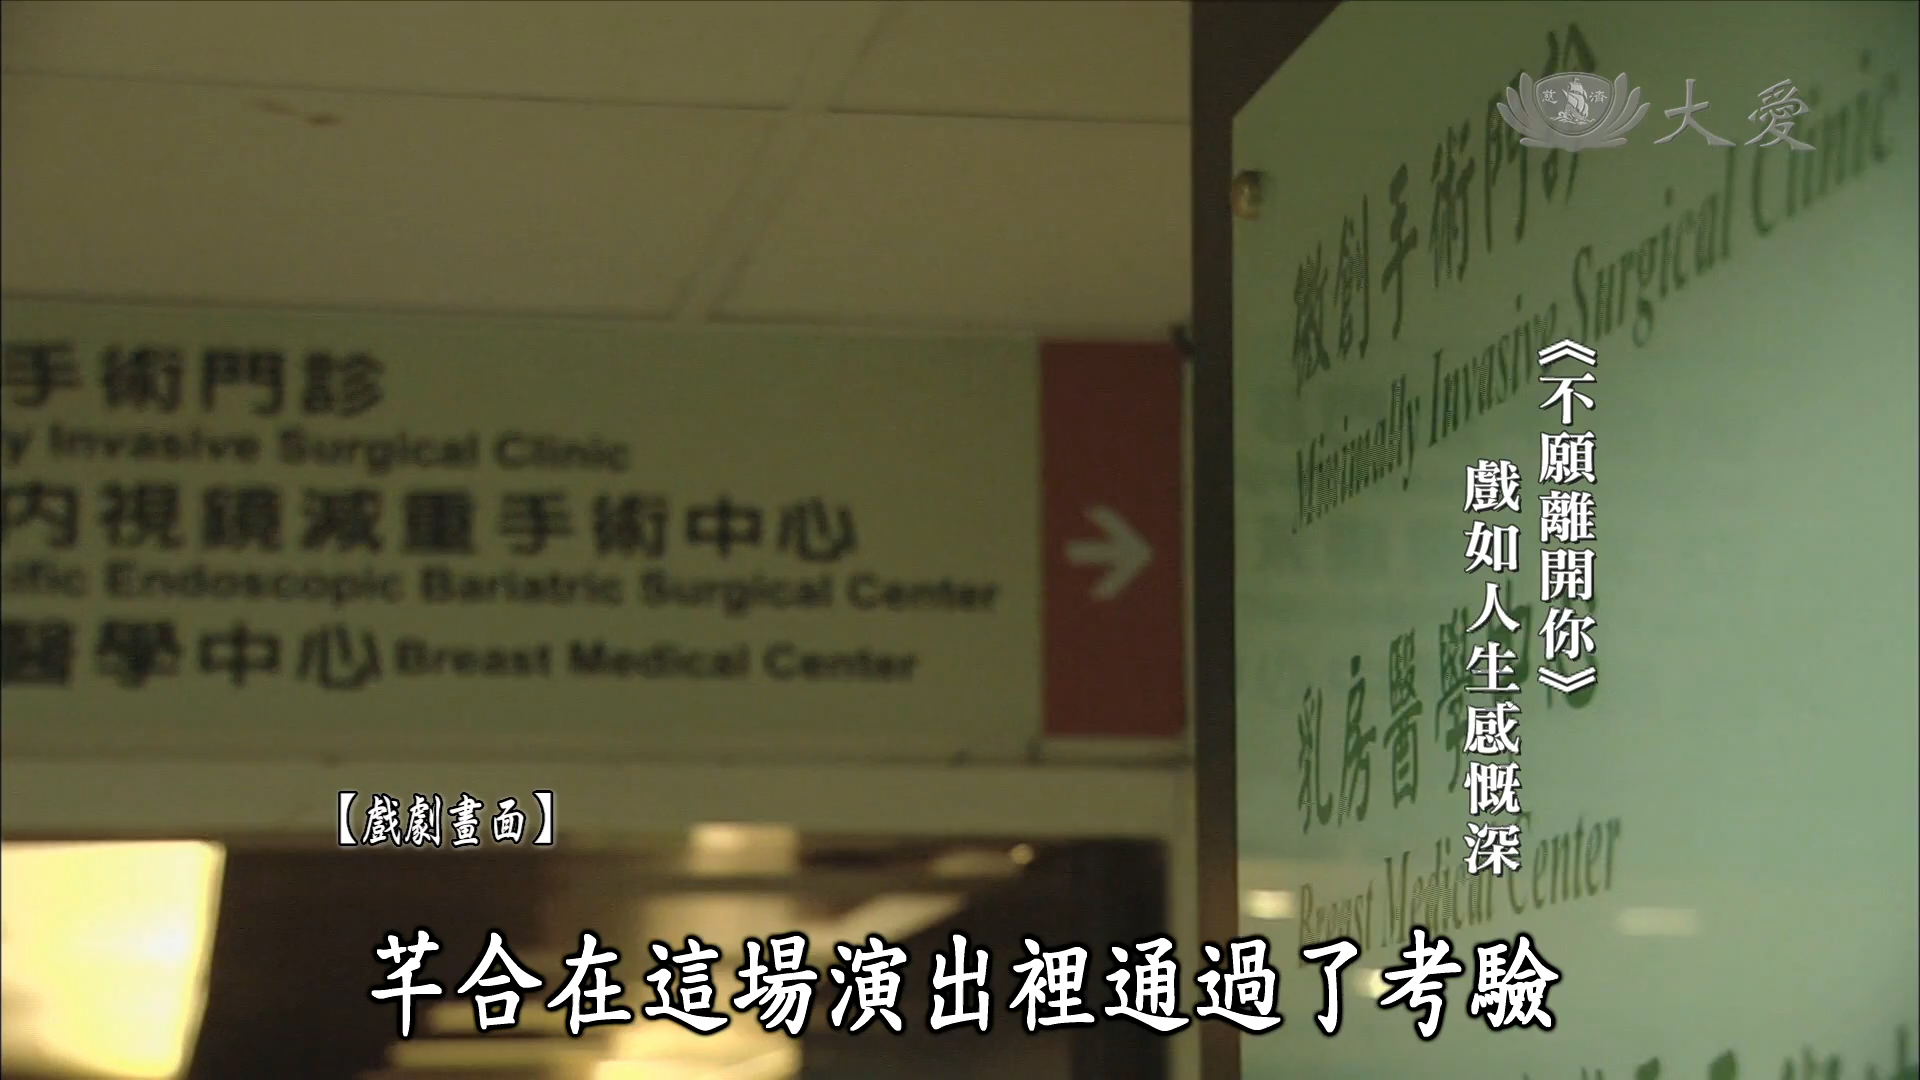 慈濟
大愛
手術門診
y Invasive Surgical Clinic
內視鏡減重手術中心
ific Endoscopic Bariatric Surgical Center
醫學中心 Breast Medical Center
微創手術門診
Minimally Invasive Surgical Clinic
乳房醫學中心
Breast Medical Center
《不願離開你》
戲如人生感慨深
【戲劇畫面】
芊合在這場演出裡通過了考驗